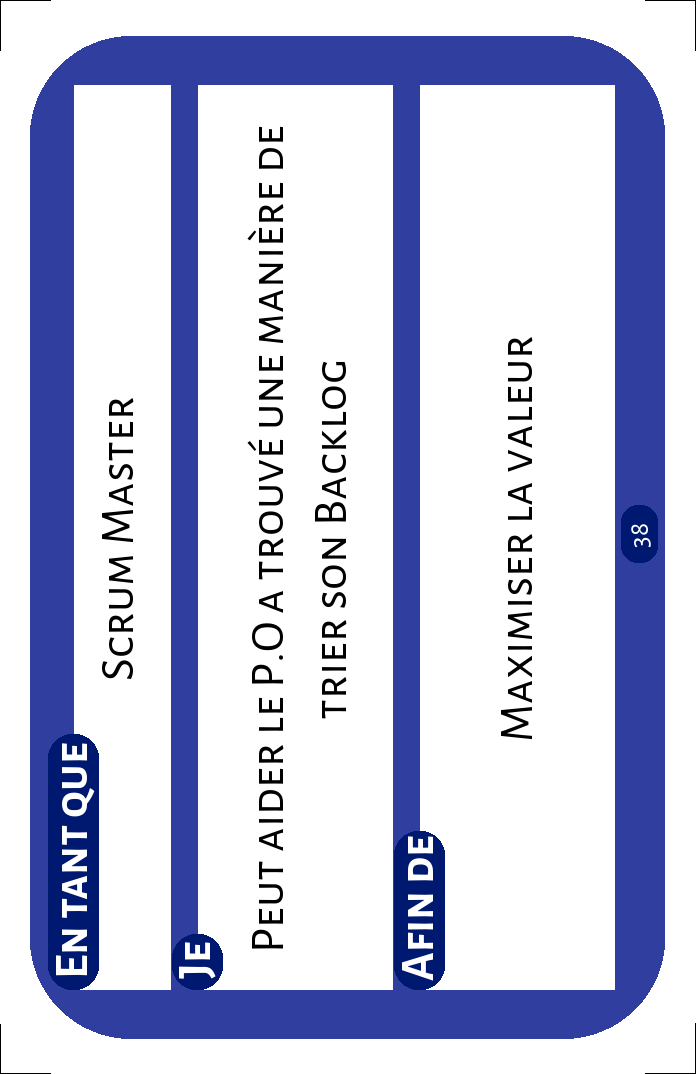 En tant que
Scrum Master
Je
Peut aider le P.O a trouvé une manière de
trier son Backlog
Afin de
Maximiser la valeur
38